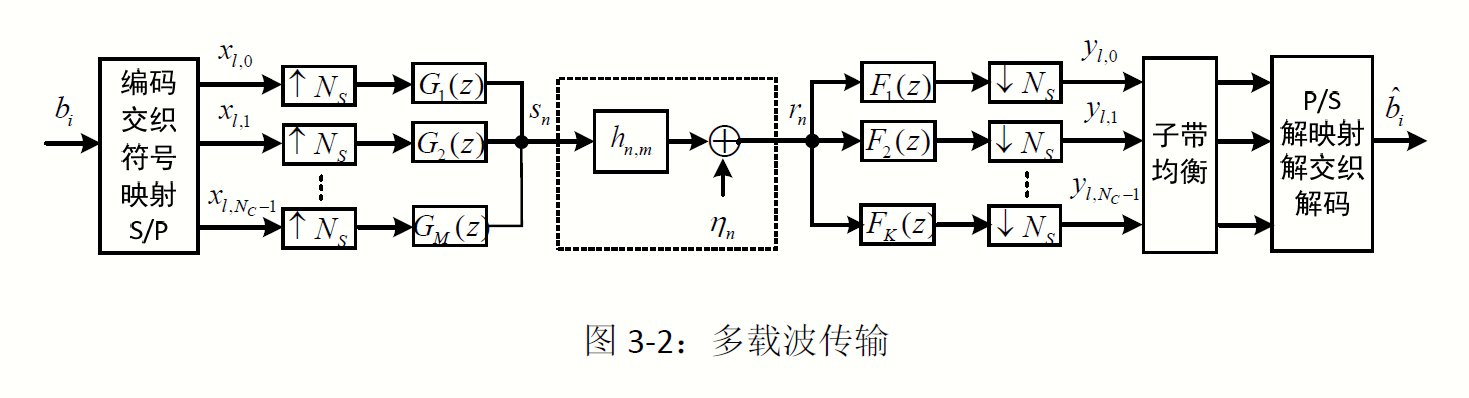 b_i
编码
交织
符号
映射
S/P
x_{l,0}
x_{l,1}
x_{l,N_C-1}
↑ N_S
↑ N_S
↑ N_S
G_1(z)
G_2(z)
G_M(z)
s_n
h_{n,m}
η_n
r_n
F_1(z)
F_2(z)
F_K(z)
↓ N_S
↓ N_S
↓ N_S
y_{l,0}
y_{l,1}
y_{l,N_C-1}
子带
均衡
P/S
解映射
解交织
解码
\hat{b}_i
图 3-2：多载波传输